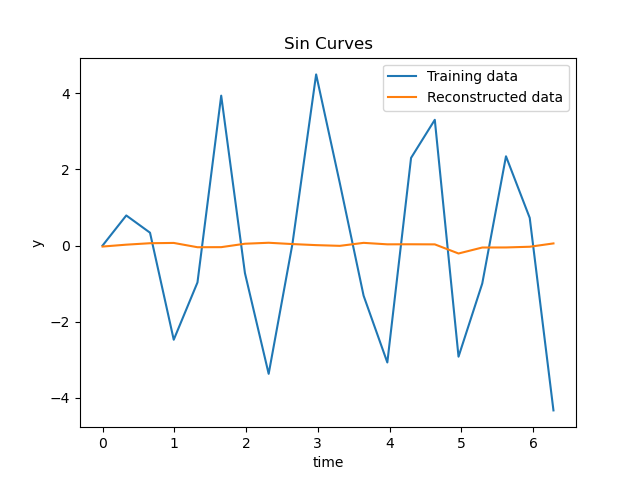 Sin Curves
Training data
Reconstructed data
y
4
2
0
−2
−4
0 1 2 3 4 5 6
time